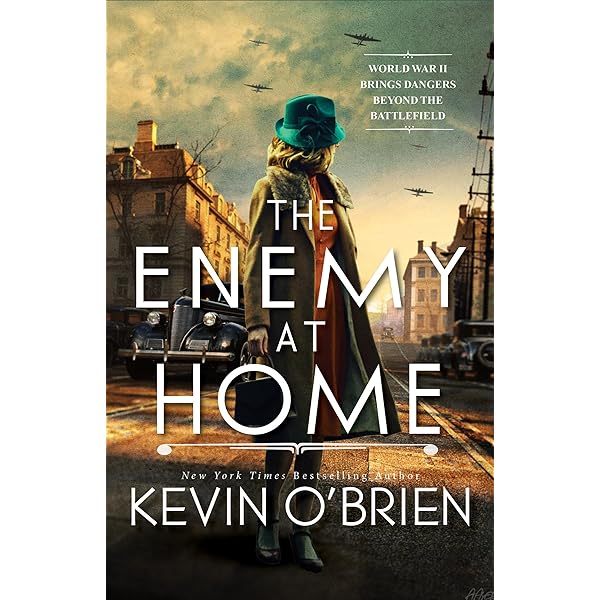 WORLD WAR II
BRINGS DANGERS
BEYOND THE
BATTLEFIELD
THE
ENEMY
AT
HOME
New York Times Bestselling Author
KEVIN O'BRIEN